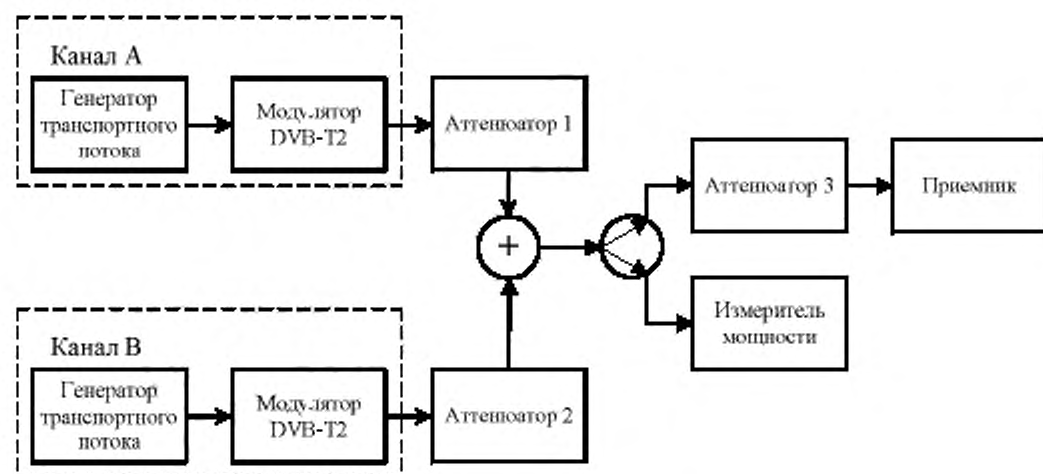 Канал А
Генератор
транспортного
потока
Модулятор
DVB-T2
Аттенюатор 1
Аттенюатор 3
Приемник
+
Измеритель
мощности
Канал В
Генератор
транспортного
потока
Модулятор
DVB-T2
Аттенюатор 2